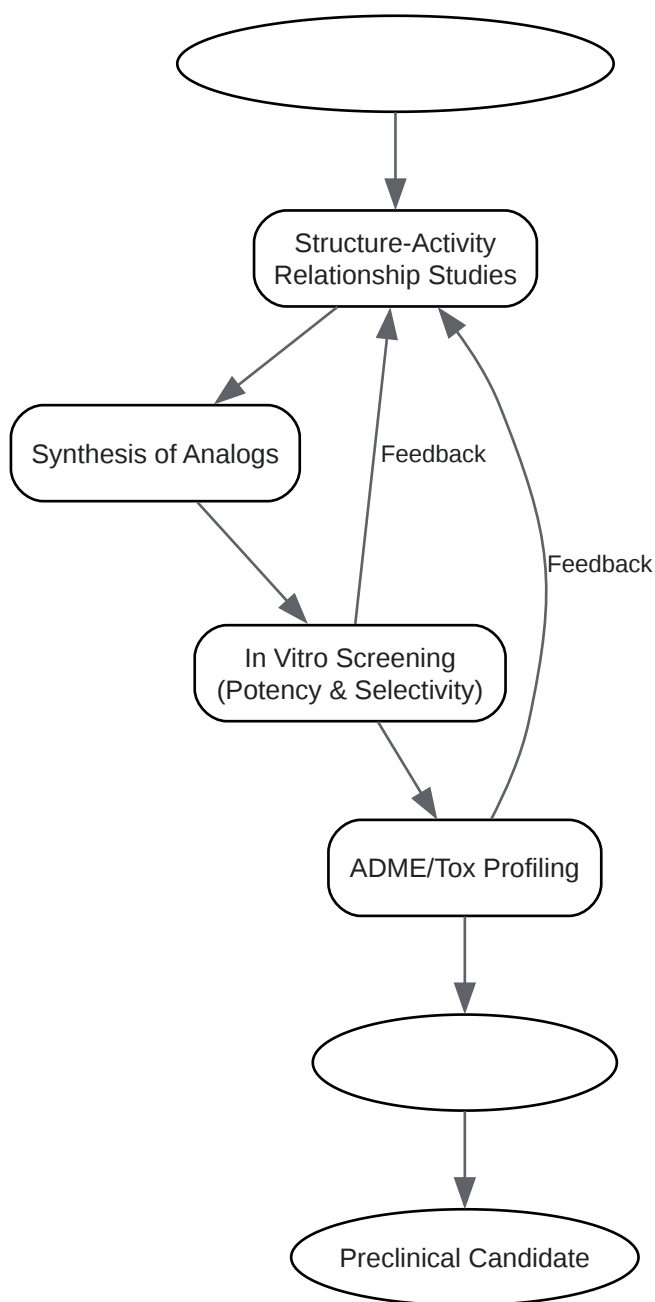 Structure-Activity
Relationship Studies
Synthesis of Analogs
Feedback
Feedback
In Vitro Screening
(Potency & Selectivity)
ADME/Tox Profiling
Preclinical Candidate